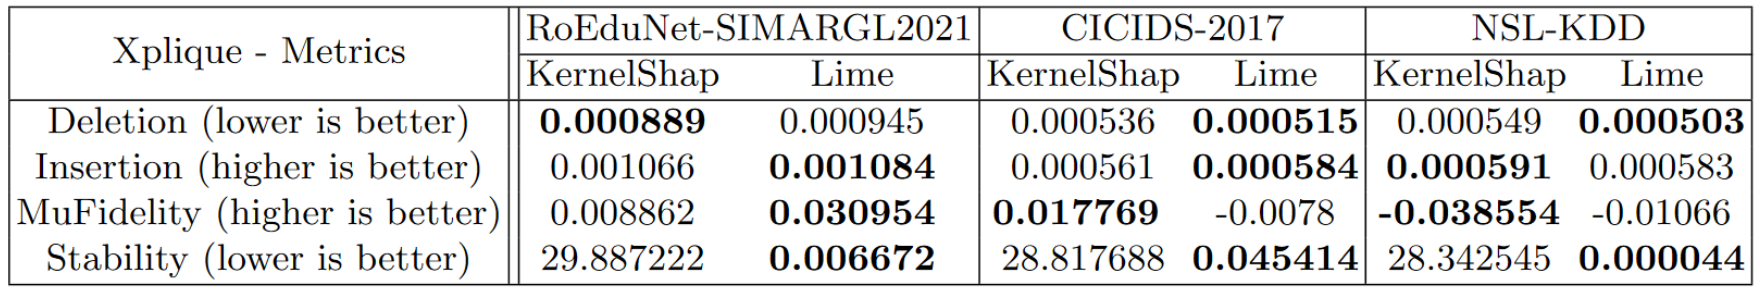 Xplique - Metrics RoEduNet-SIMARGL2021 CICIDS-2017 NSL-KDD
KernelShap Lime KernelShap Lime KernelShap Lime
Deletion (lower is better) 0.000889 0.000945 0.000536 0.000515 0.000549 0.000503
Insertion (higher is better) 0.001066 0.001084 0.000561 0.000584 0.000591 0.000583
MuFidelity (higher is better) 0.008862 0.030954 0.017769 -0.0078 -0.038554 -0.01066
Stability (lower is better) 29.887222 0.006672 28.817688 0.045414 28.342545 0.000044